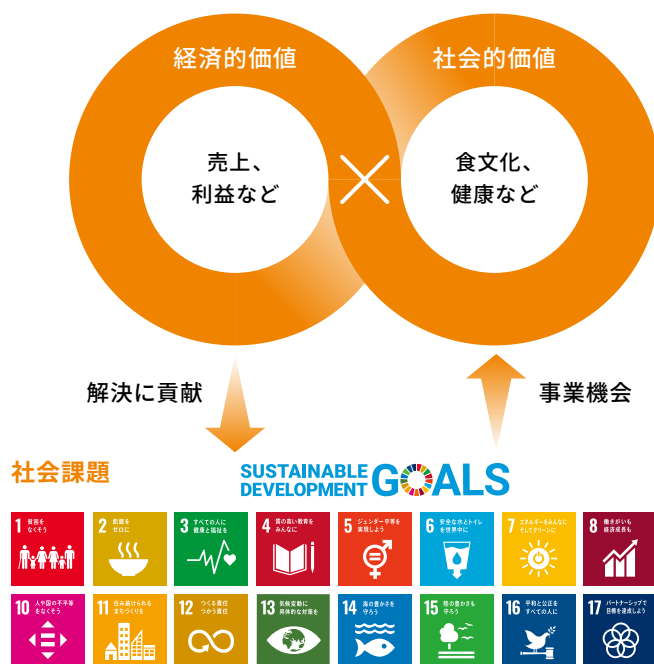 経済的価値
社会的価値
売上、
利益など
食文化、
健康など
解決に貢献
事業機会
社会課題
SUSTAINABLE
DEVELOPMENT
GOALS
1 貧困を
なくそう
2 飢餓を
ゼロに
3 すべての人に
健康と福祉を
4 質の高い教育を
みんなに
5 ジェンダー平等を
実現しよう
6 安全な水とトイレ
を世界中に
7 エネルギーをみんなに
そしてクリーンに
8 働きがいも
経済成長も
10 人や国の不平等
をなくそう
11 住み続けられる
まちづくりを
12 つくる責任
つかう責任
13 気候変動に
具体的な対策を
14 海の豊かさを
守ろう
15 陸の豊かさも
守ろう
16 平和と公正を
すべての人に
17 パートナーシップで
目標を達成しよう